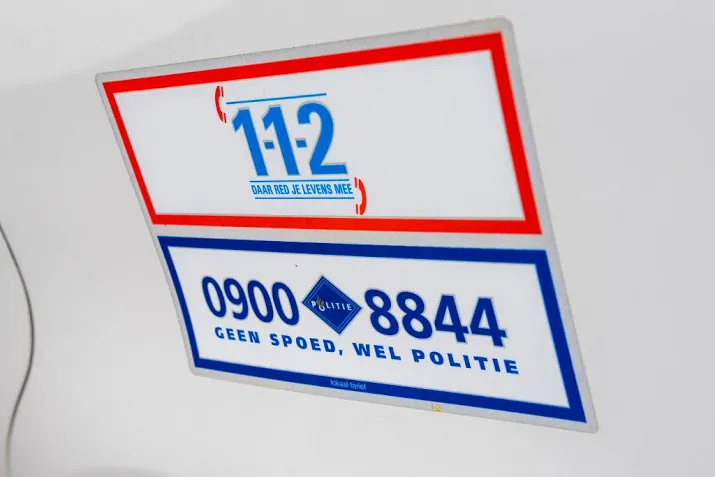 1-1-2
DAAR RED JE LEVENS MEE
0900 POLITIE 8844
GEEN SPOED, WEL POLITIE
lokaal tarief